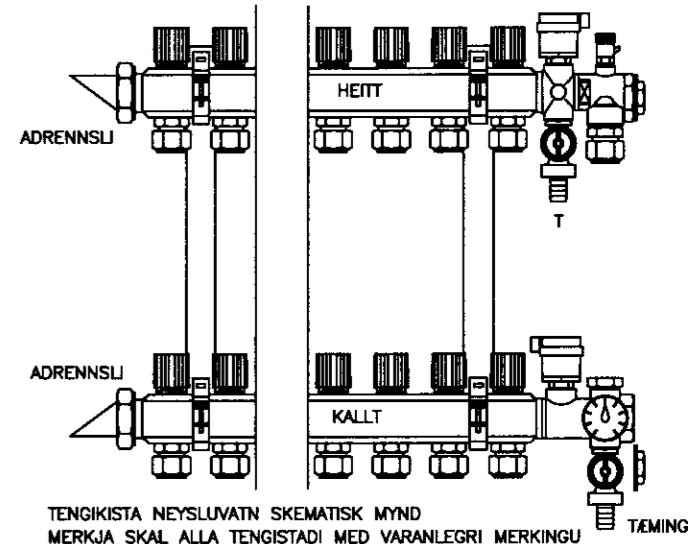 HEITT
ADRENNSLI
T
ADRENNSLI
KALLT
TENGIKISTA NEYSLUVATN SKEMATISK MYND
MERKJA SKAL ALLA TENGISTADI MED VARANLEGRI MERKINGU
TÆMING